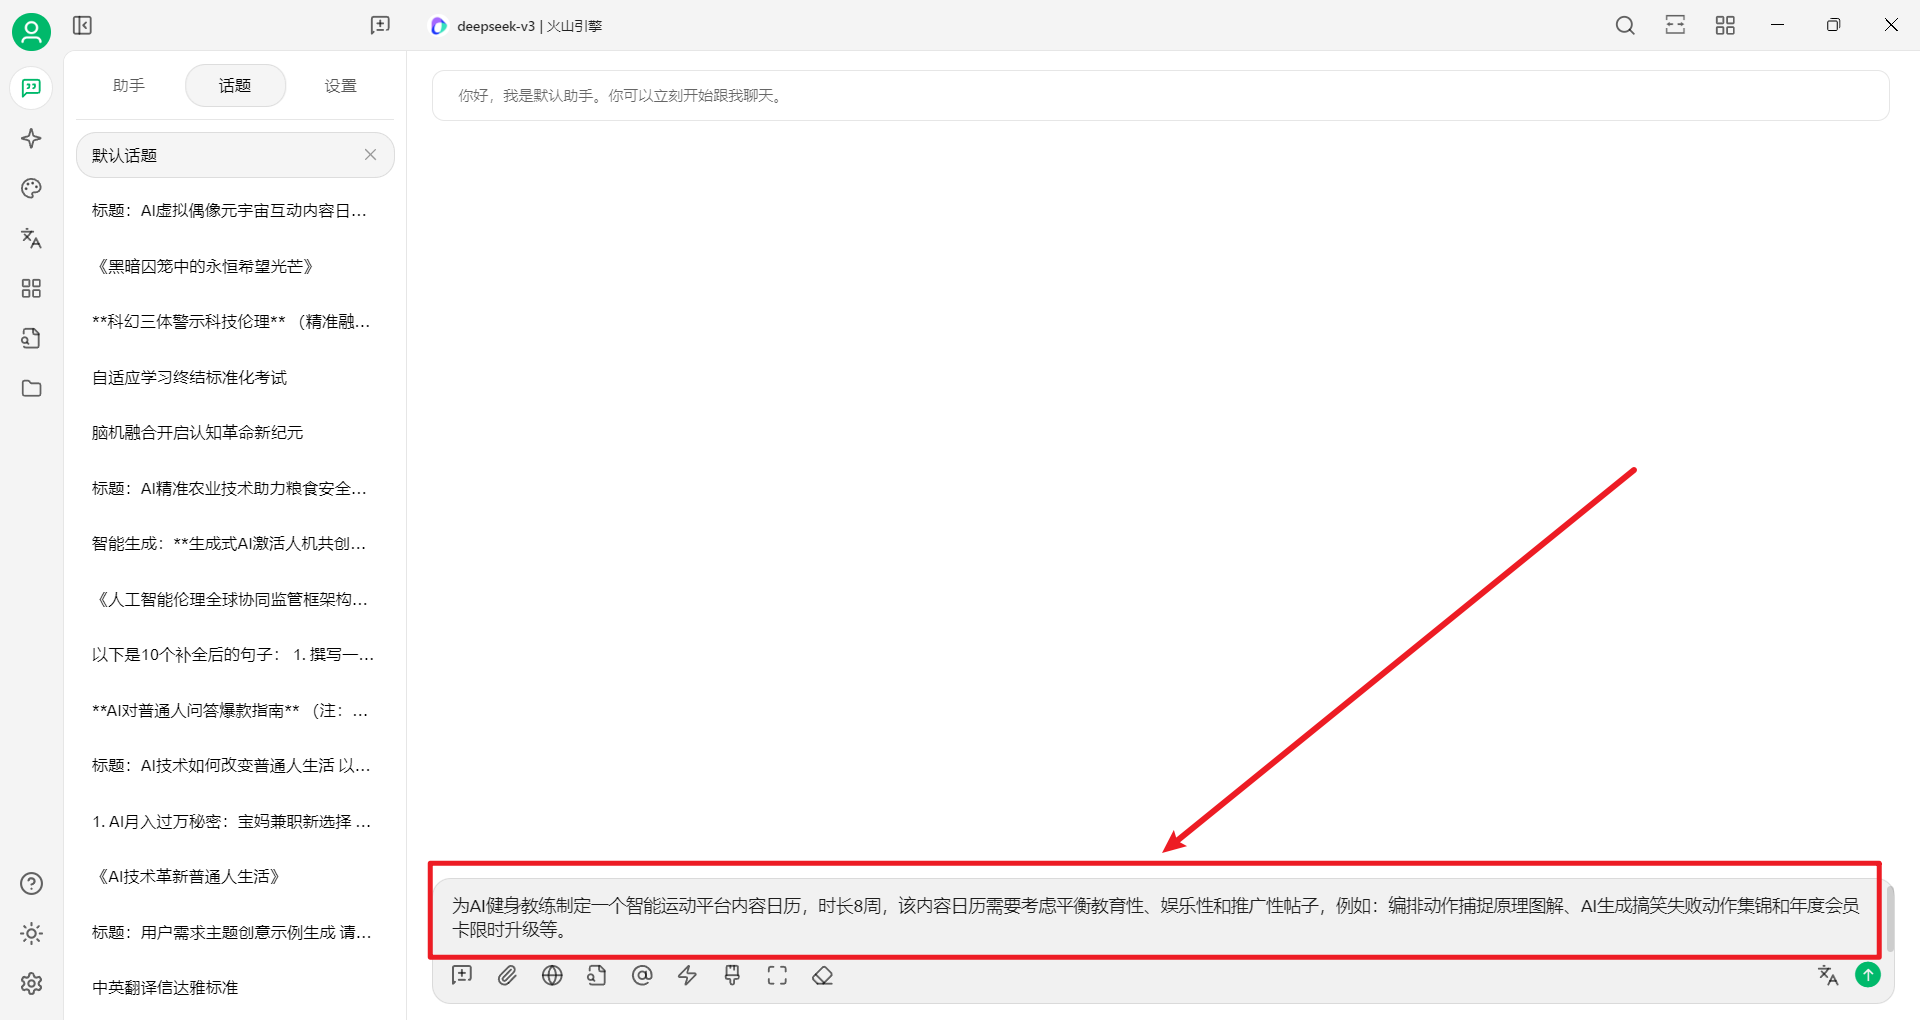 deepseek-v3 | 火山引擎
助手
话题
设置
默认话题
标题：AI虚拟偶像元宇宙互动内容日...
《黑暗囚笼中的永恒希望光芒》
**科幻三体警示科技伦理** （精准融...
自适应学习终结标准化考试
脑机融合开启认知革命新纪元
标题：AI精准农业技术助力粮食安全...
智能生成：**生成式AI激活人机共创...
《人工智能伦理全球协同监管框架构...
以下是10个补全后的句子： 1. 撰写一...
**AI对普通人问答爆款指南** （注：...
标题：AI技术如何改变普通人生活 以...
1. AI月入过万秘密：宝妈兼职新选择 ...
《AI技术革新普通人生活》
标题：用户需求主题创意示例生成 请...
中英翻译信达雅标准
你好，我是默认助手。你可以立刻开始跟我聊天。
为AI健身教练制定一个智能运动平台内容日历，时长8周，该内容日历需要考虑平衡教育性、娱乐性和推广性帖子，例如：编排动作捕捉原理图解、AI生成搞笑失败动作集锦和年度会员
卡限时升级等。